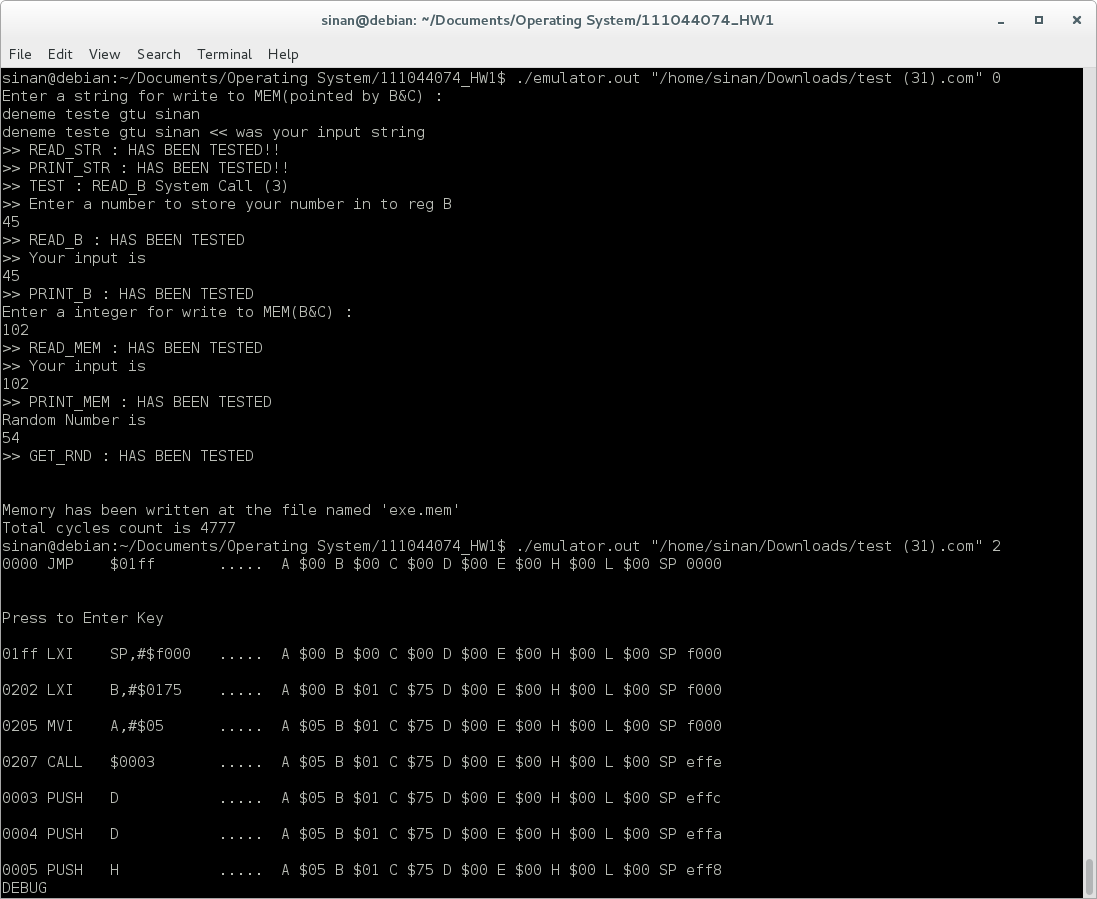 sinan@debian: ~/Documents/Operating System/111044074_HW1
File Edit View Search Terminal Help
sinan@debian:~/Documents/Operating System/111044074_HW1$ ./emulator.out "/home/sinan/Downloads/test (31).com" 0
Enter a string for write to MEM(pointed by B&C) :
deneme teste gtu sinan
deneme teste gtu sinan << was your input string
>> READ_STR : HAS BEEN TESTED!!
>> PRINT_STR : HAS BEEN TESTED!!
>> TEST : READ_B System Call (3)
>> Enter a number to store your number in to reg B
45
>> READ_B : HAS BEEN TESTED
>> Your input is
45
>> PRINT_B : HAS BEEN TESTED
Enter a integer for write to MEM(B&C) :
102
>> READ_MEM : HAS BEEN TESTED
>> Your input is
102
>> PRINT_MEM : HAS BEEN TESTED
Random Number is
54
>> GET_RND : HAS BEEN TESTED
Memory has been written at the file named 'exe.mem'
Total cycles count is 4777
sinan@debian:~/Documents/Operating System/111044074_HW1$ ./emulator.out "/home/sinan/Downloads/test (31).com" 2
0000 JMP    $01ff       .....  A $00 B $00 C $00 D $00 E $00 H $00 L $00 SP 0000
Press to Enter Key
01ff LXI    SP,#$f000   .....  A $00 B $00 C $00 D $00 E $00 H $00 L $00 SP f000
0202 LXI    B,#$0175    .....  A $00 B $01 C $75 D $00 E $00 H $00 L $00 SP f000
0205 MVI    A,#$05      .....  A $05 B $01 C $75 D $00 E $00 H $00 L $00 SP f000
0207 CALL   $0003       .....  A $05 B $01 C $75 D $00 E $00 H $00 L $00 SP effe
0003 PUSH   D           .....  A $05 B $01 C $75 D $00 E $00 H $00 L $00 SP effc
0004 PUSH   D           .....  A $05 B $01 C $75 D $00 E $00 H $00 L $00 SP effa
0005 PUSH   H           .....  A $05 B $01 C $75 D $00 E $00 H $00 L $00 SP eff8
DEBUG